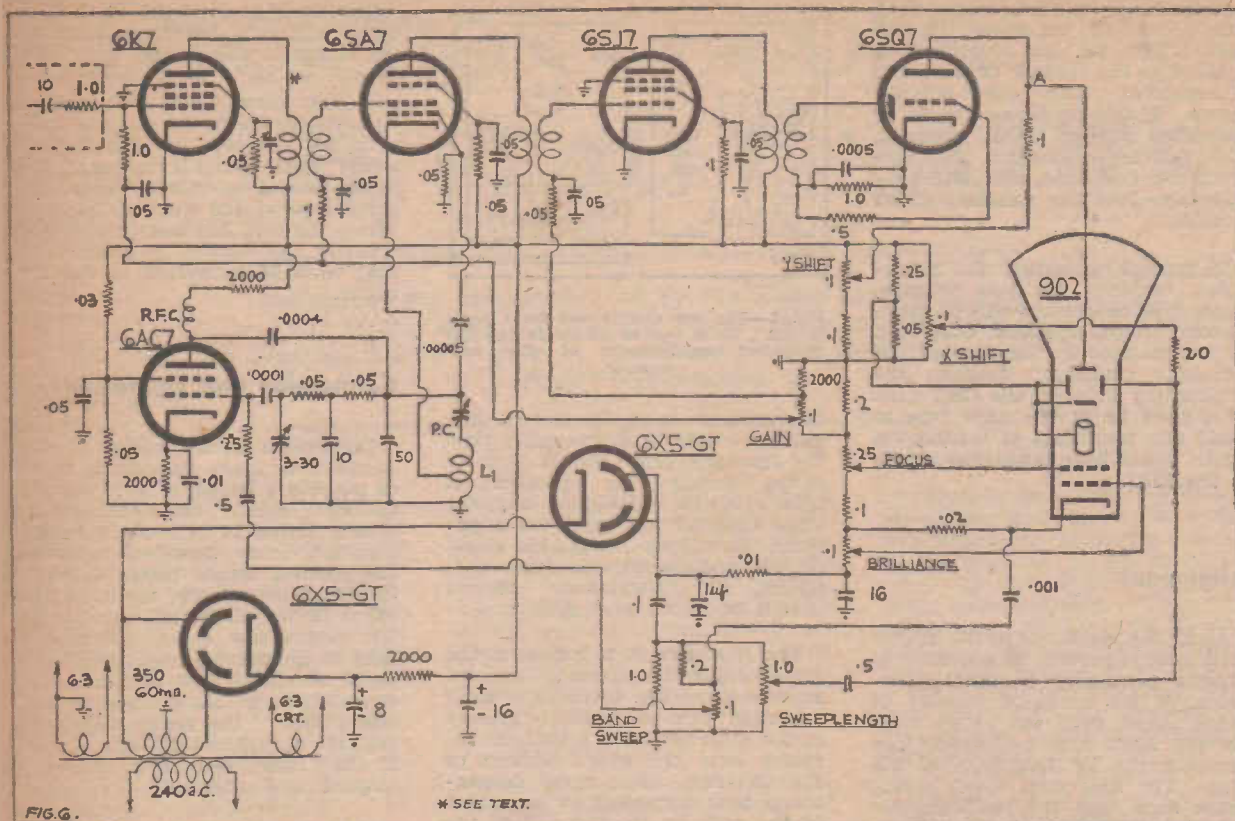 6K7
6SA7
6SJ7
6SQ7
10
1.0
*
A
.1
1.0
.05
.05
.05
.1
.05
.05
.05
.05
.05
.05
.1
.05
.0005
1.0
.5
2000
.03
R.F.C.
.0004
6AC7
.00005
Y SHIFT
.1
.25
.1
.05
.1
X SHIFT
902
20
.0001
.05
.05
.05
.05
2000
.01
.25
3-30
10
50
P.C.
L1
.5
2000
.1
GAIN
.2
.25
FOCUS
6X5-GT
.1
.02
.1
BRILLIANCE
.01
16
.001
.1
6X5-GT
2000
6.3
350
60ma.
6.3
CRT.
+
- 8
+
- 16
1.0
.2
.1
1.0
.5
BAND
SWEEP
SWEEPLENGTH
240 a.c.
FIG.6.
* SEE TEXT.